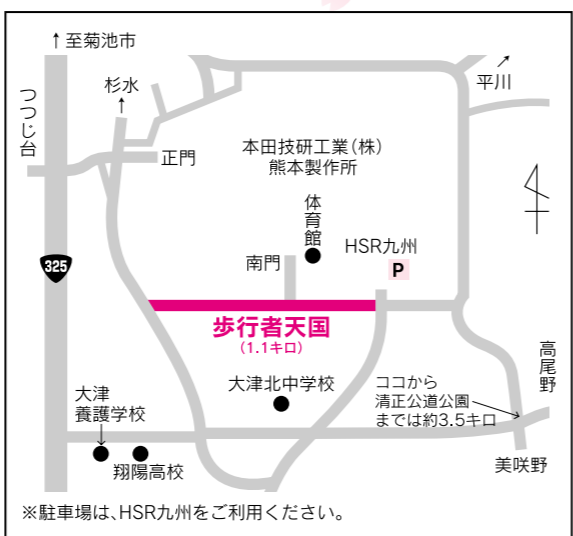 ↑至菊池市
杉水
↑
↗
平川
つつじ台
正門
本田技研工業(株)
熊本製作所
体育館
HSR九州
P
南門
325
歩行者天国
(1.1キロ)
高尾野
大津
養護学校
↓
大津北中学校
ココから
清正公道公園
までは約3.5キロ
翔陽高校
美咲野
※駐車場は、HSR九州をご利用ください。